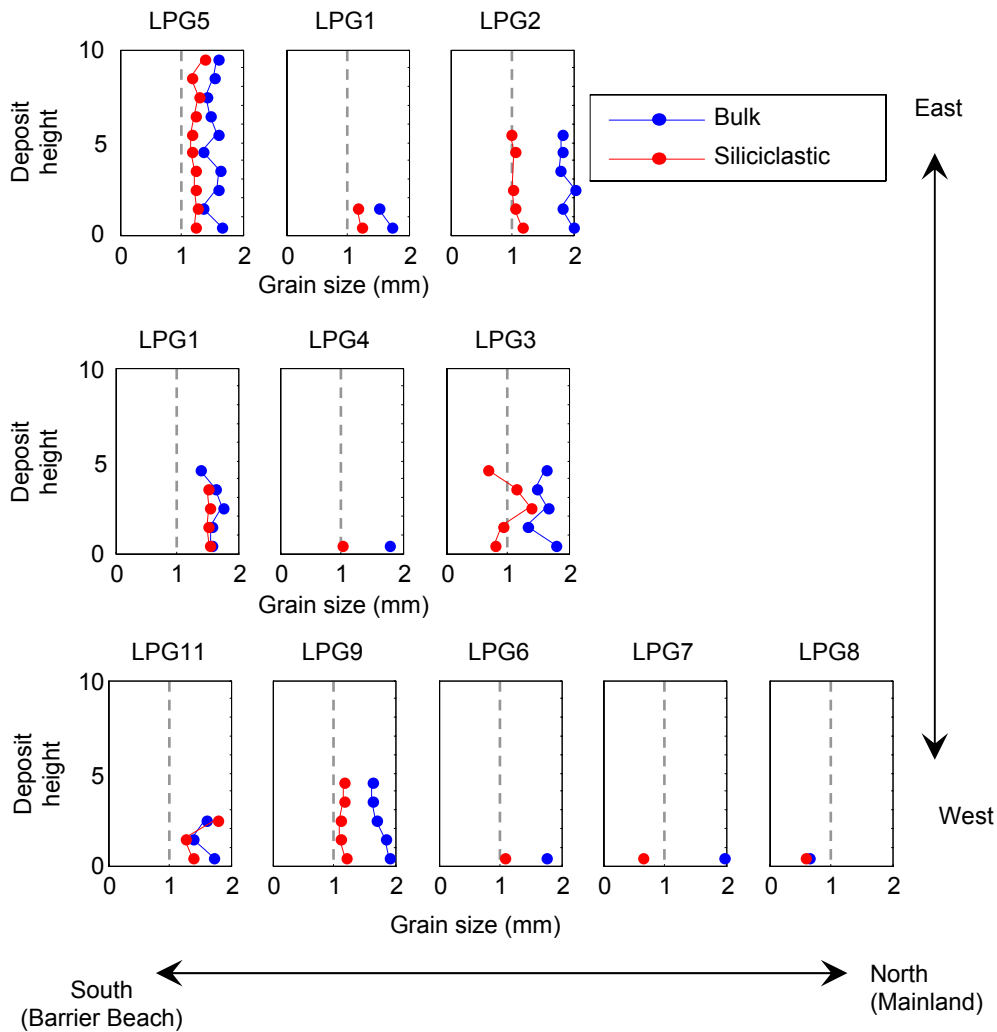 LPG5 LPG1 LPG2
10
5
0
Deposit
height
0 1 2 0 1 2 0 1 2
Grain size (mm)
Bulk
Siliciclastic
East
LPG1 LPG4 LPG3
10
5
0
Deposit
height
0 1 2 0 1 2 0 1 2
Grain size (mm)
LPG11 LPG9 LPG6 LPG7 LPG8
10
5
0
Deposit
height
0 1 2 0 1 2 0 1 2 0 1 2 0 1 2
Grain size (mm)
West
South
(Barrier Beach)
North
(Mainland)